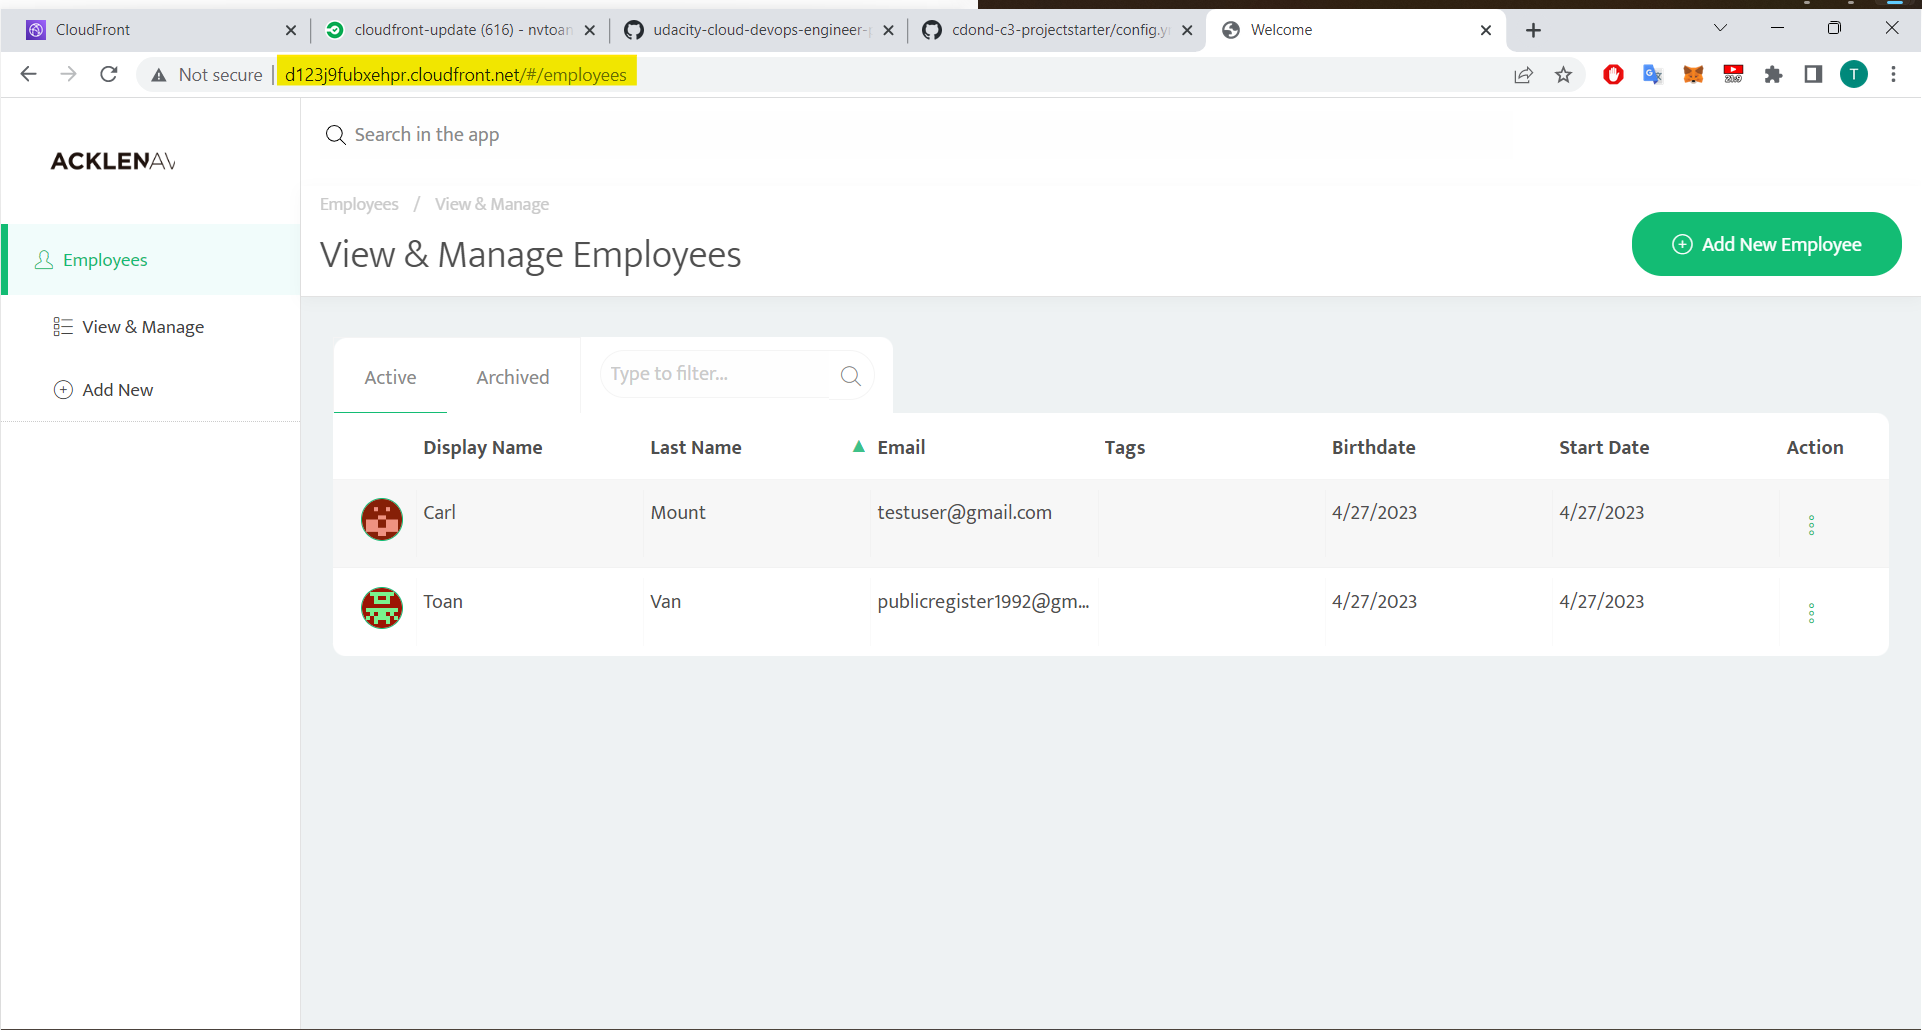 CloudFront
cloudfront-update (616) - nvtoan
udacity-cloud-devops-engineer-
cdond-c3-projectstarter/config.y
Welcome
Not secure
d123j9fubxehpr.cloudfront.net/#/employees
21:9
T
ACKLENAV
Search in the app
Employees / View & Manage
View & Manage Employees
Add New Employee
Employees
View & Manage
Add New
Active
Archived
Type to filter...
Display Name Last Name Email Tags Birthdate Start Date Action
Carl Mount testuser@gmail.com 4/27/2023 4/27/2023
Toan Van publicregister1992@gm... 4/27/2023 4/27/2023